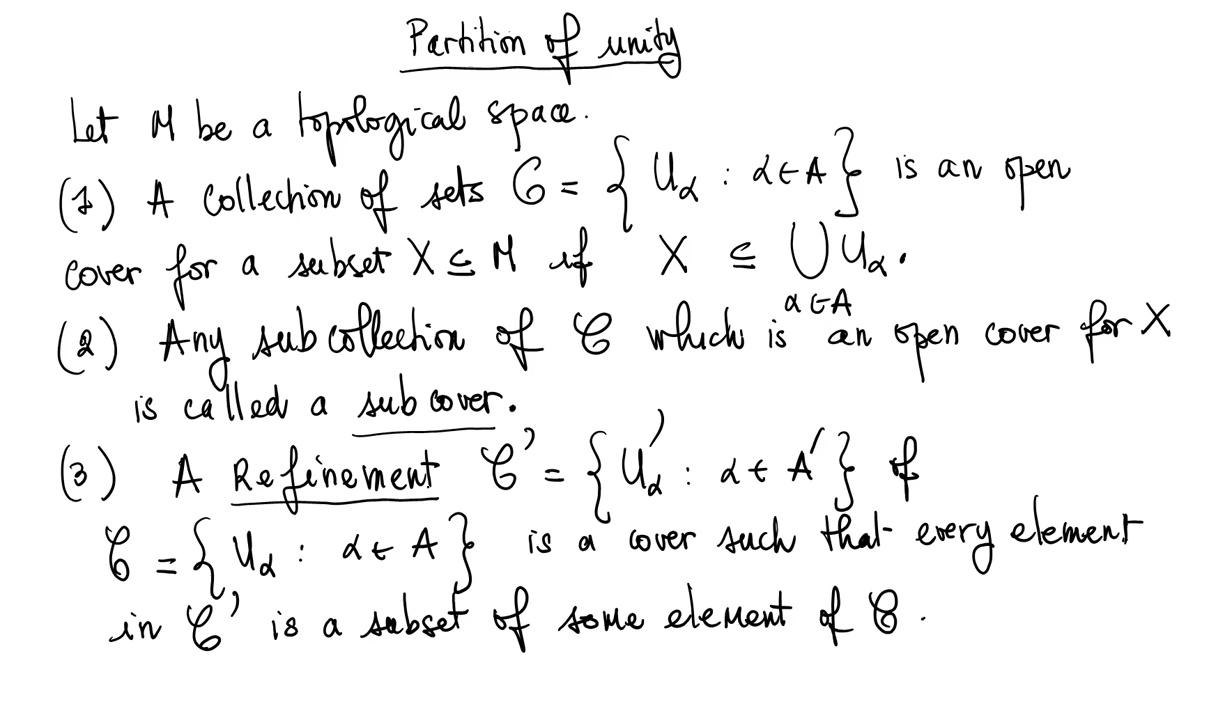 Partition of unity
Let M be a topological space.
(1) A collection of sets 𝒞 = { U_α : α ∈ A } is an open
cover for a subset X ⊆ M if X ⊆ ⋃_{α∈A} U_α.
(2) Any subcollection of 𝒞 which is an open cover for X
is called a subcover.
(3) A Refinement 𝒞' = { U'_α : α ∈ A' } of
𝒞 = { U_α : α ∈ A } is a cover such that every element
in 𝒞' is a subset of some element of 𝒞.